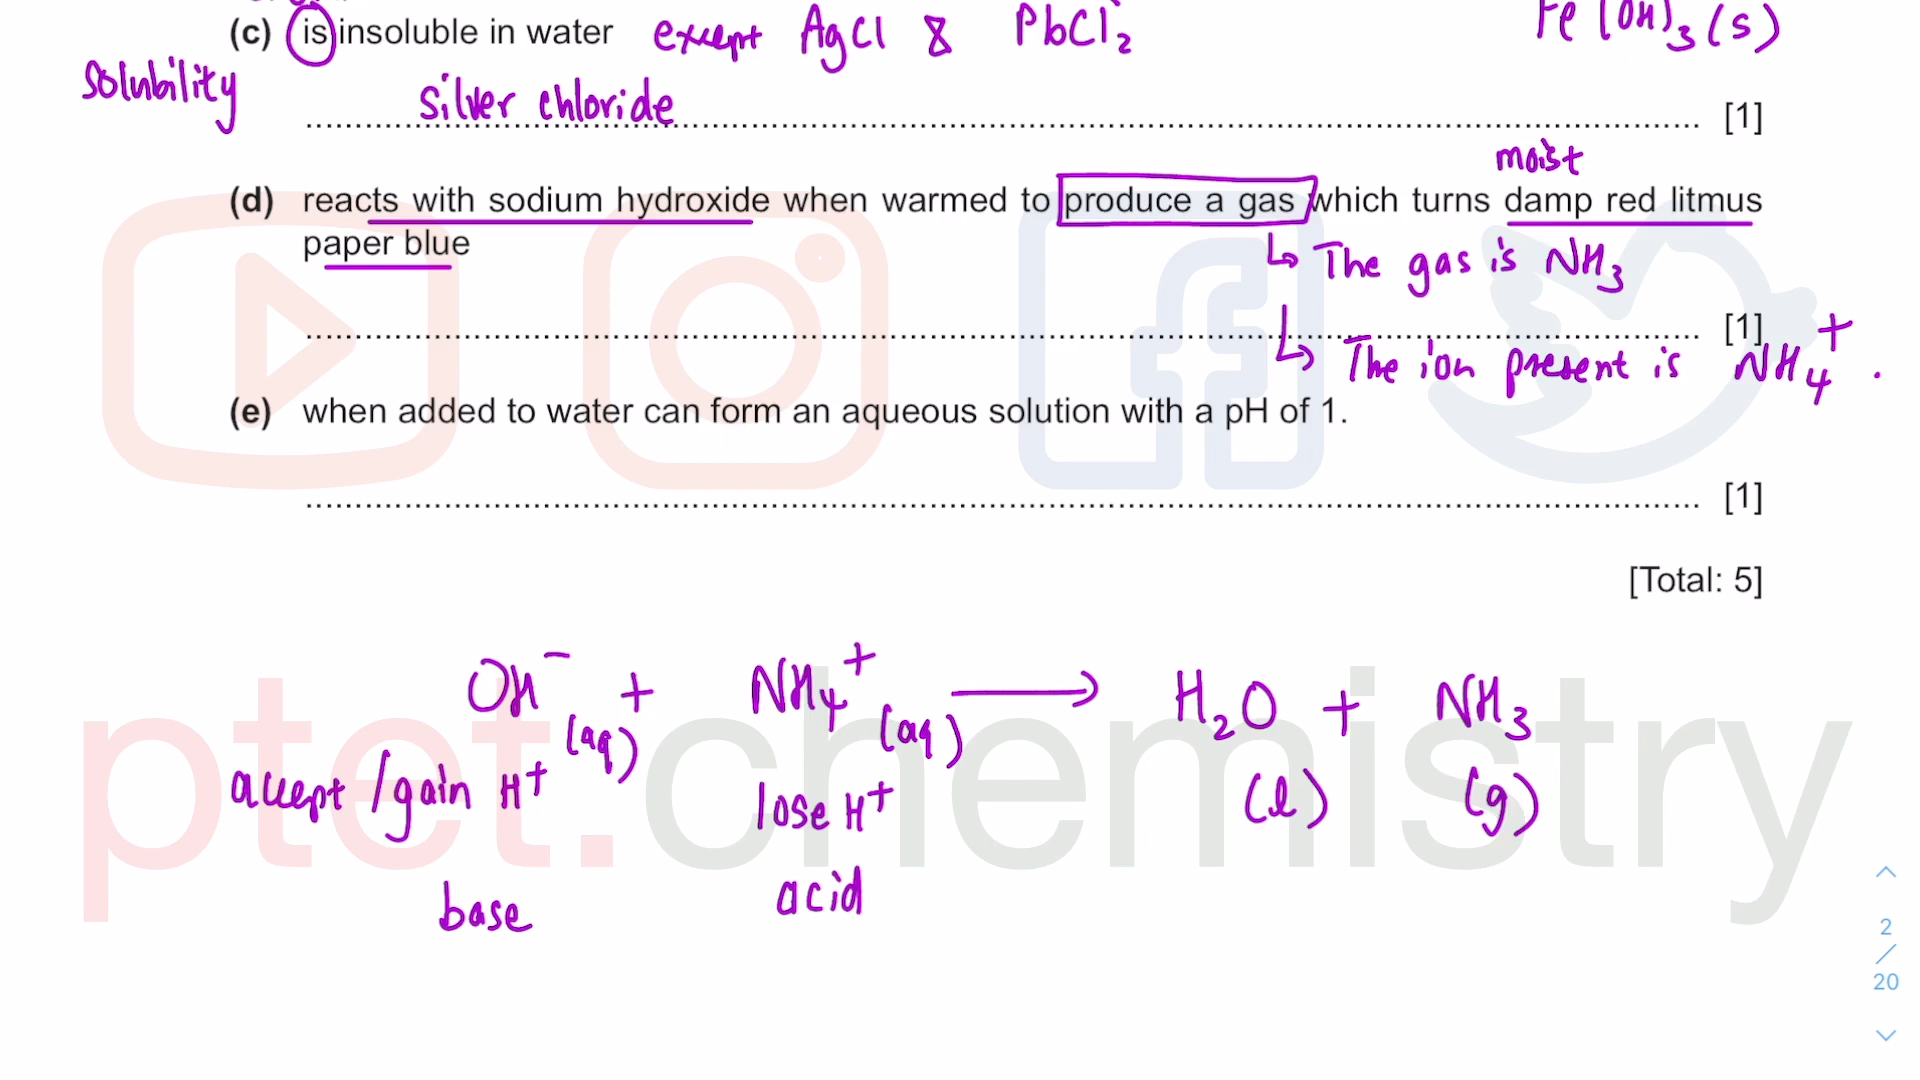 (c) is insoluble in water except AgCl & PbCl2 Fe(OH)3(s)
solubility
silver chloride [1]
moist
(d) reacts with sodium hydroxide when warmed to produce a gas which turns damp red litmus
paper blue
↳ The gas is NH3
[1]
↳ The ion present is NH4+.
(e) when added to water can form an aqueous solution with a pH of 1.
[1]
[Total: 5]
OH-(aq) + NH4+(aq) → H2O(l) + NH3(g)
accept/gain H+ lose H+
base acid
ptet.chemistry
2
/
20